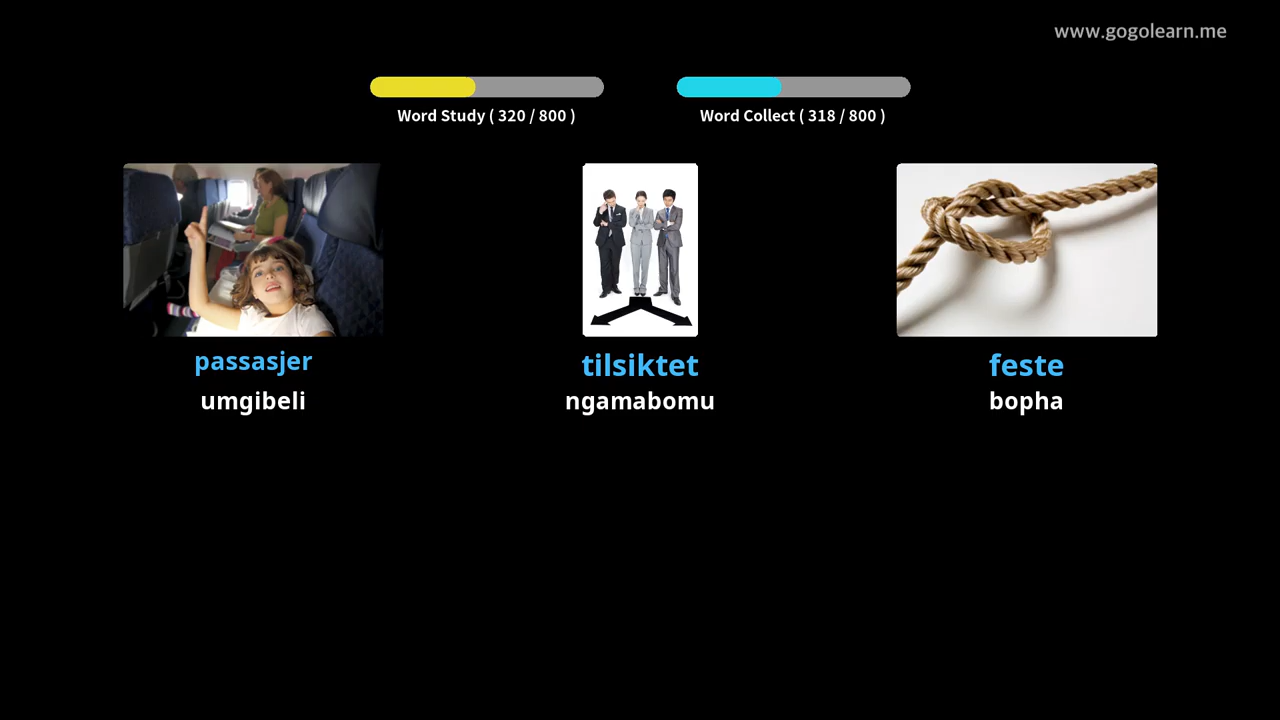 www.gogolearn.me
Word Study ( 320 / 800 )
Word Collect ( 318 / 800 )
passasjer
umgibeli
tilsiktet
ngamabomu
feste
bopha